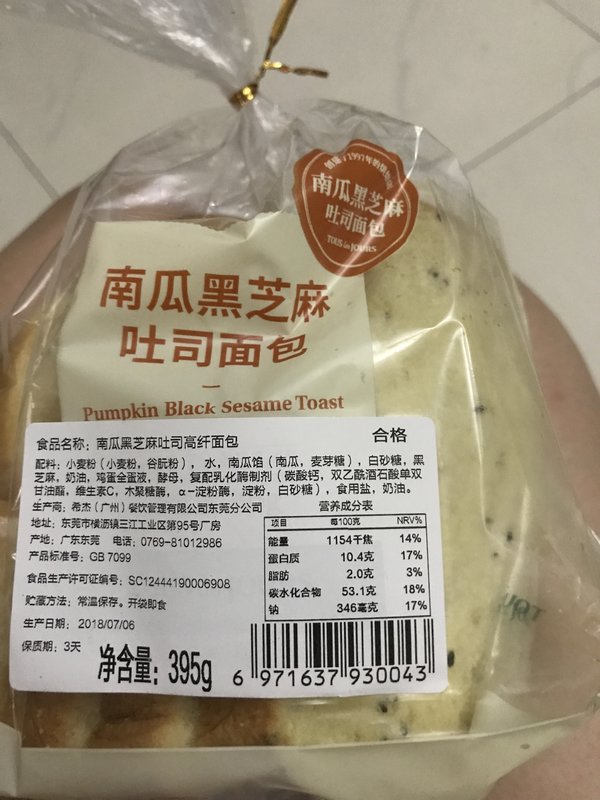 南瓜黑芝麻
吐司面包
TOUS les JOURS
南瓜黑芝麻
吐司面包
Pumpkin Black Sesame Toast
食品名称：南瓜黑芝麻吐司高纤面包
合格
配料：小麦粉（小麦粉，谷朊粉），水，南瓜馅（南瓜，麦芽糖），白砂糖，黑
芝麻，奶油，鸡蛋全蛋液，酵母，复配乳化酶制剂（碳酸钙，双乙酰酒石酸单双
甘油酯，维生素C，木聚糖酶，α-淀粉酶，淀粉，白砂糖），食用盐，奶油。
生产商：希杰（广州）餐饮管理有限公司东莞分公司
地址：东莞市横沥镇三江工业区第95号厂房
产地：广东东莞 电话：0769-81012986
产品标准号：GB 7099
食品生产许可证编号：SC12444190006908
贮藏方法：常温保存。开袋即食
生产日期：2018/07/06
保质期：3天
净含量：395g
营养成分表
项目 每100克 NRV%
能量 1154千焦 14%
蛋白质 10.4克 17%
脂肪 2.0克 3%
碳水化合物 53.1克 18%
钠 346毫克 17%
6 971637 930043